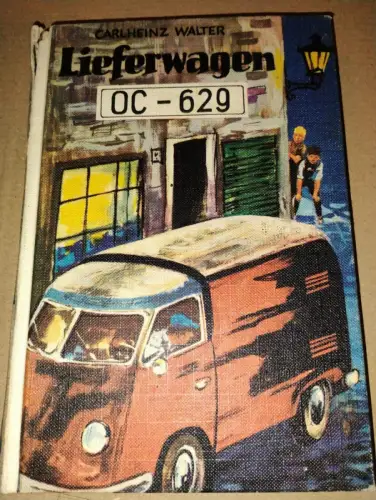 CARLHEINZ WALTER
Lieferwagen
OC-629